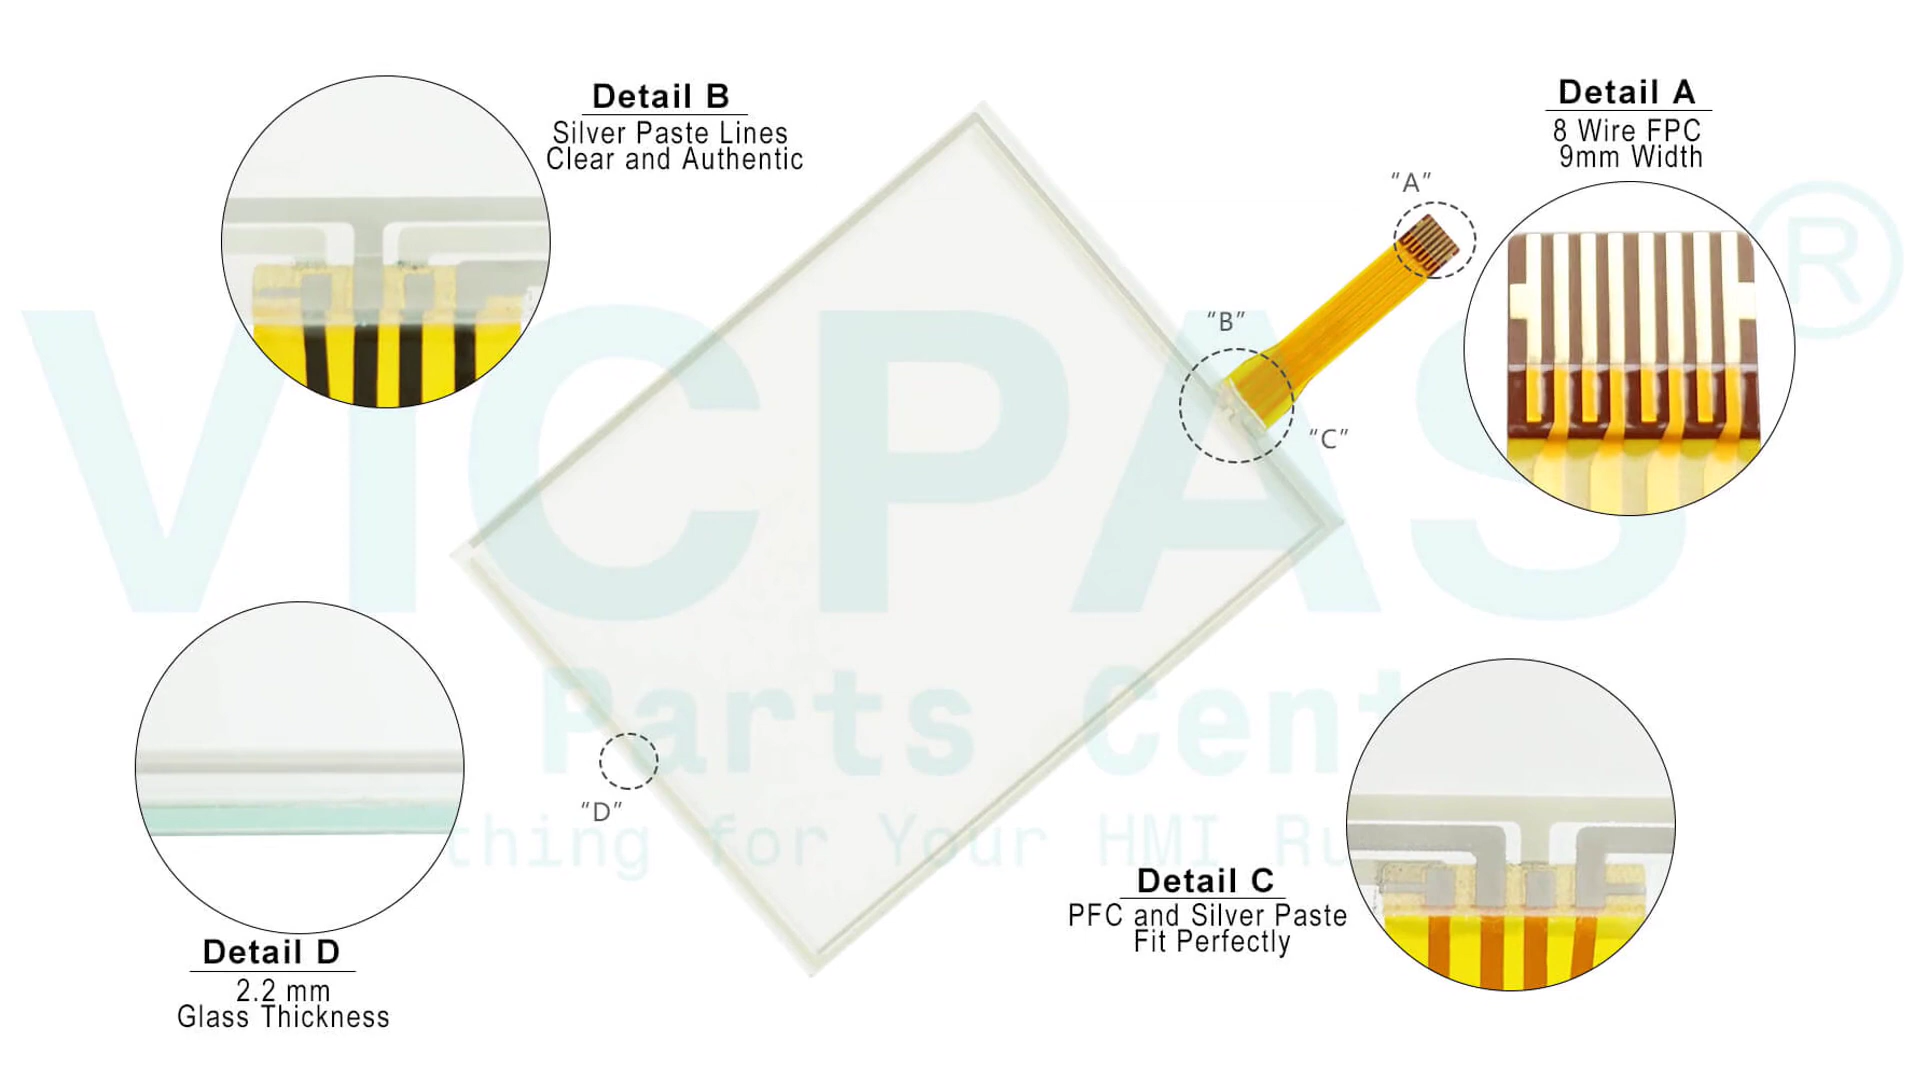 Detail B
Silver Paste Lines
Clear and Authentic
Detail A
8 Wire FPC
9mm Width
"A"
®
"B"
"C"
VICPAS
Parts Cent
"D"
thing for Your HMI Ru
Detail C
PFC and Silver Paste
Fit Perfectly
Detail D
2.2 mm
Glass Thickness